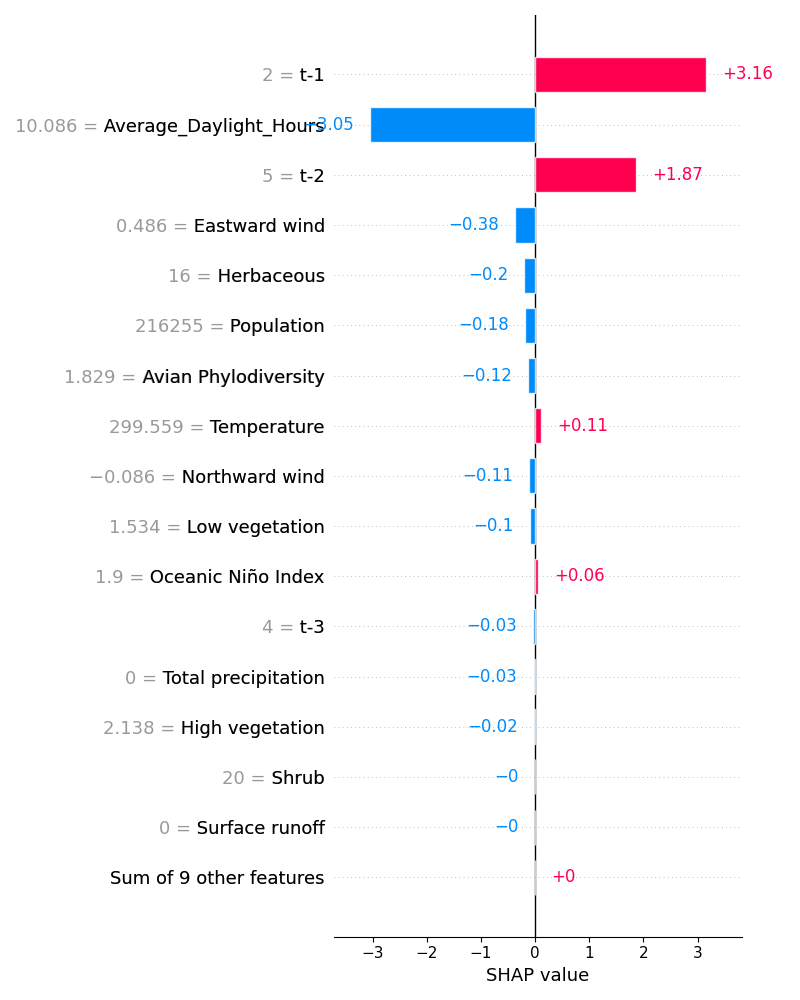 2 = t-1 +3.16
10.086 = Average_Daylight_Hours −3.05
5 = t-2 +1.87
0.486 = Eastward wind −0.38
16 = Herbaceous −0.2
216255 = Population −0.18
1.829 = Avian Phylodiversity −0.12
299.559 = Temperature +0.11
−0.086 = Northward wind −0.11
1.534 = Low vegetation −0.1
1.9 = Oceanic Niño Index +0.06
4 = t-3 −0.03
0 = Total precipitation −0.03
2.138 = High vegetation −0.02
20 = Shrub −0
0 = Surface runoff −0
Sum of 9 other features +0
−3 −2 −1 0 1 2 3
SHAP value